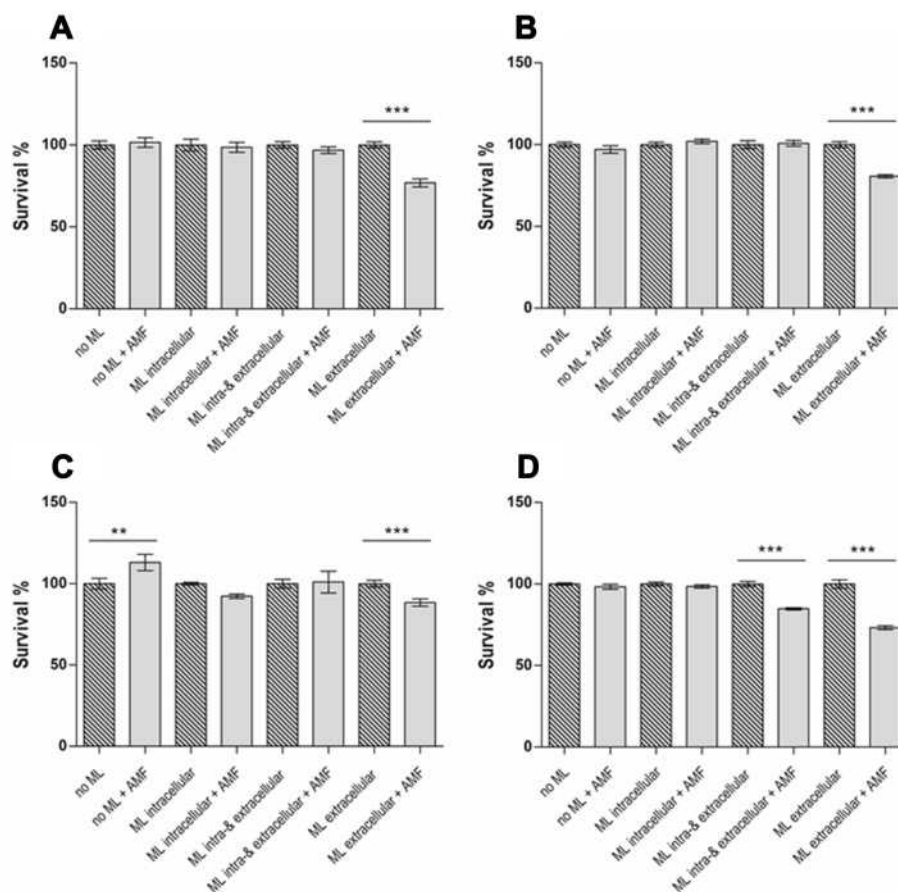 A
150
100
50
0
Survival %
***
no ML
no ML + AMF
ML intracellular
ML intracellular + AMF
ML intra-& extracellular
ML intra-& extracellular + AMF
ML extracellular
ML extracellular + AMF
B
150
100
50
0
Survival %
***
no ML
no ML + AMF
ML intracellular
ML intracellular + AMF
ML intra-& extracellular
ML intra-& extracellular + AMF
ML extracellular
ML extracellular + AMF
C
150
100
50
0
Survival %
**
***
no ML
no ML + AMF
ML intracellular
ML intracellular + AMF
ML intra-& extracellular
ML intra-& extracellular + AMF
ML extracellular
ML extracellular + AMF
D
150
100
50
0
Survival %
***
***
no ML
no ML + AMF
ML intracellular
ML intracellular + AMF
ML intra-& extracellular
ML intra-& extracellular + AMF
ML extracellular
ML extracellular + AMF